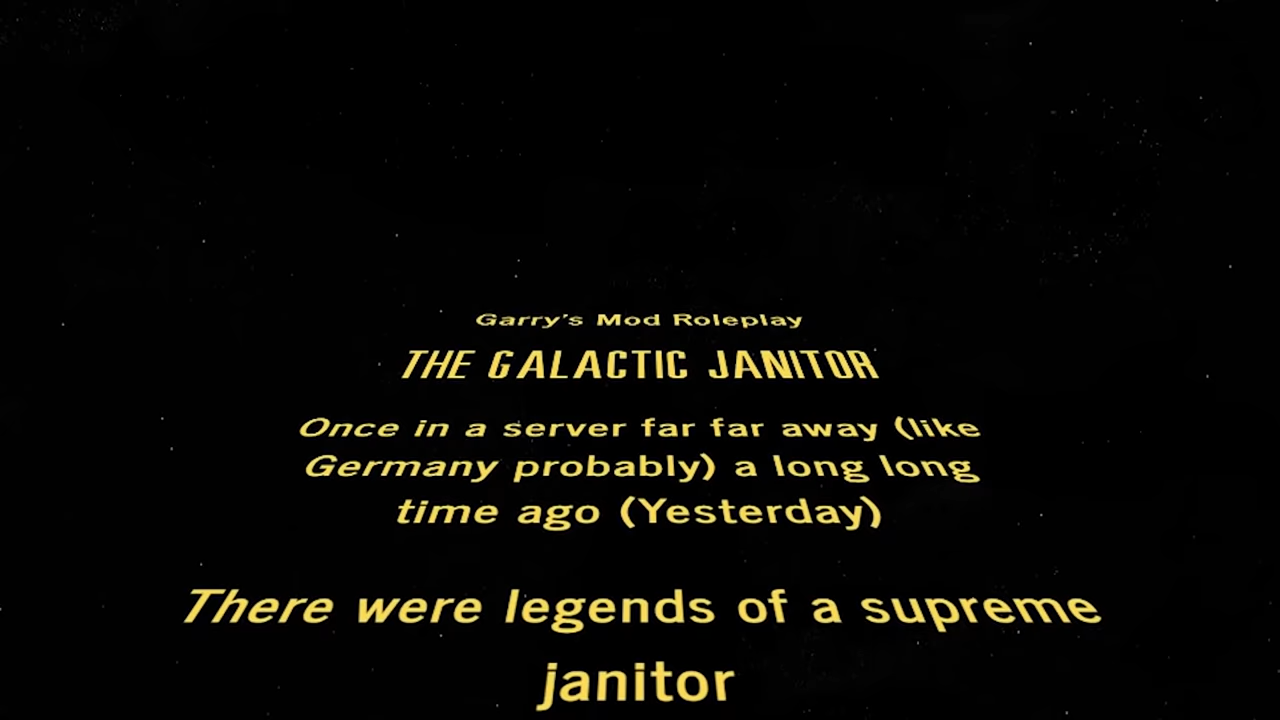 Garry's Mod Roleplay
THE GALACTIC JANITOR
Once in a server far far away (like
Germany probably) a long long
time ago (Yesterday)
There were legends of a supreme
janitor